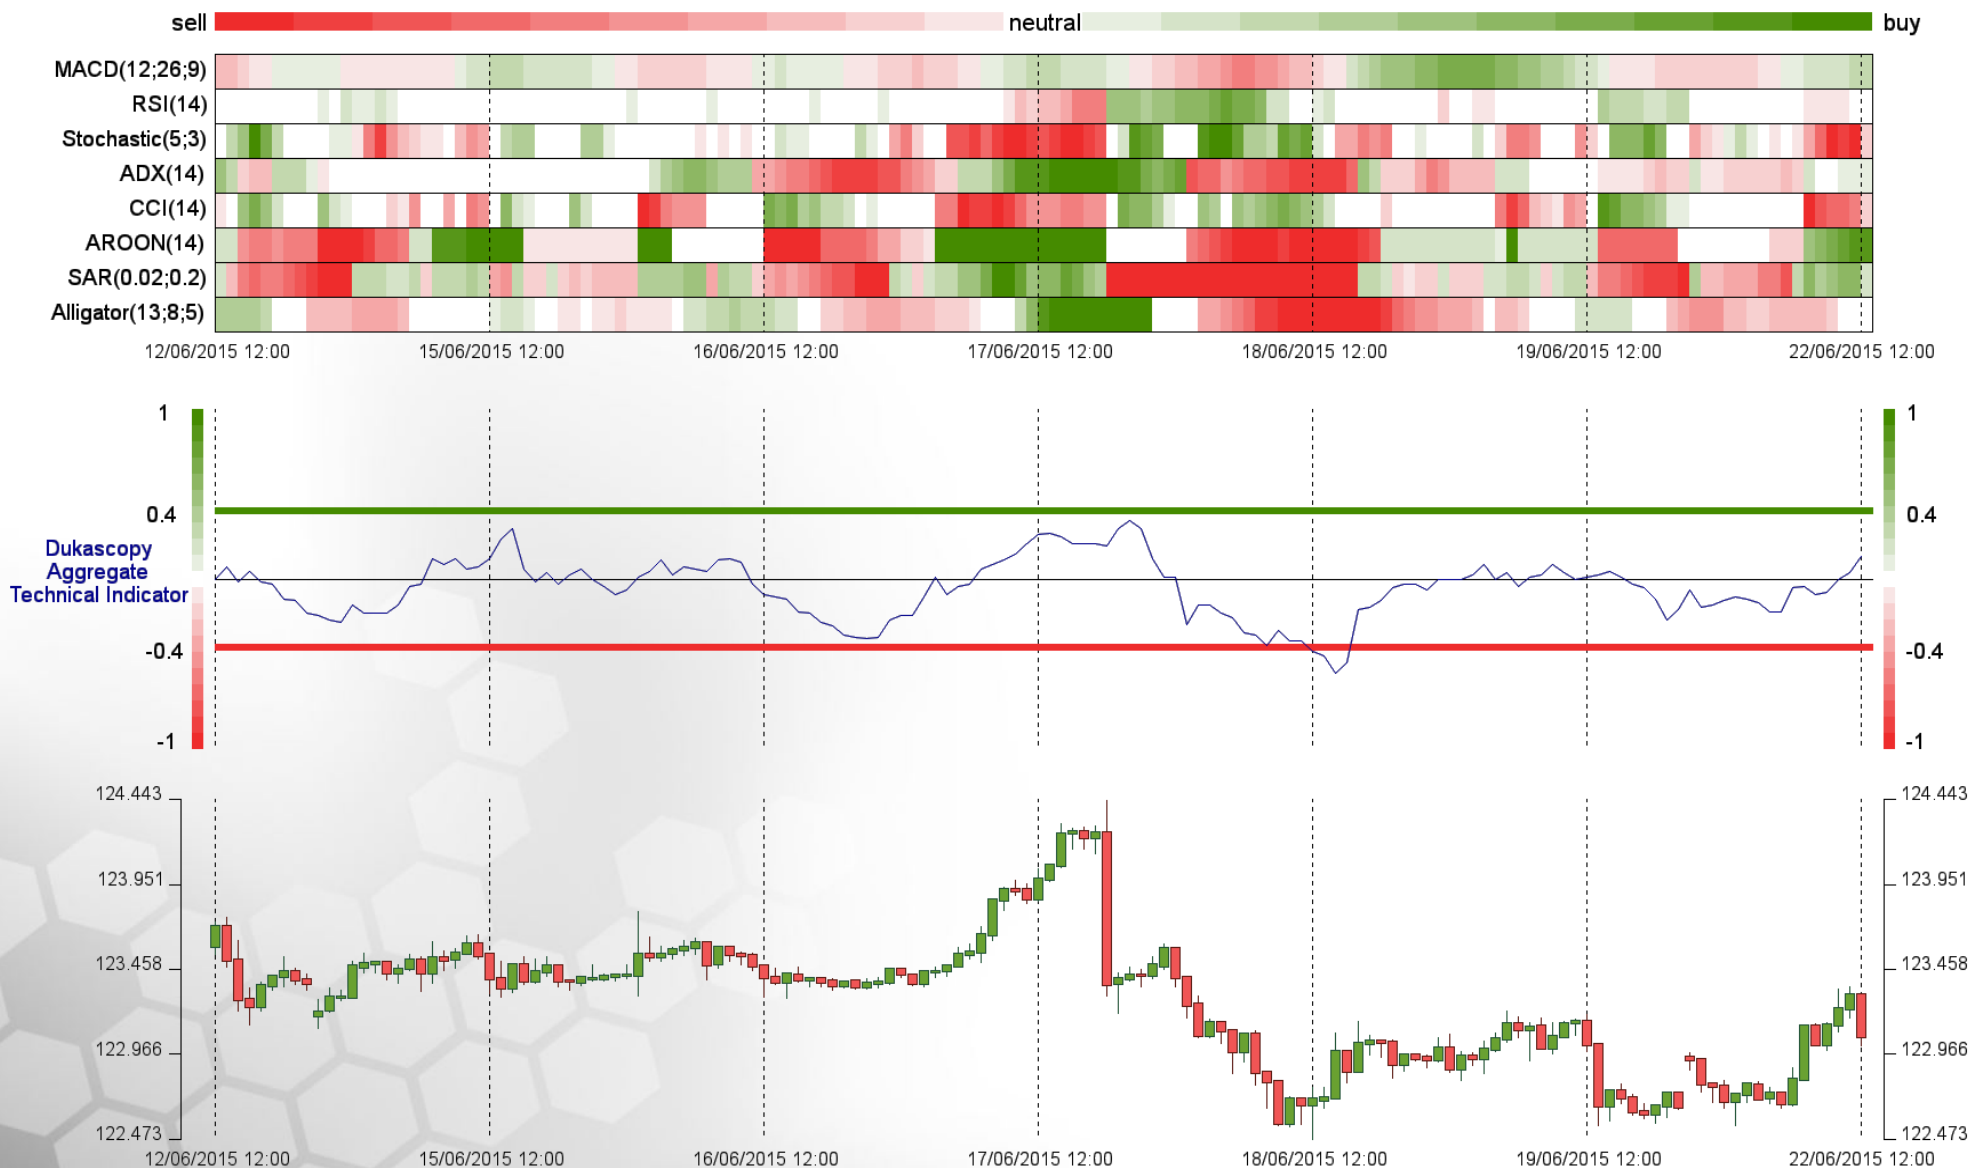 sell neutral buy
MACD(12;26;9)
RSI(14)
Stochastic(5;3)
ADX(14)
CCI(14)
AROON(14)
SAR(0.02;0.2)
Alligator(13;8;5)
12/06/2015 12:00 15/06/2015 12:00 16/06/2015 12:00 17/06/2015 12:00 18/06/2015 12:00 19/06/2015 12:00 22/06/2015 12:00
1 1
0.4 0.4
Dukascopy
Aggregate
Technical Indicator
-0.4 -0.4
-1 -1
124.443 124.443
123.951 123.951
123.458 123.458
122.966 122.966
122.473 122.473
12/06/2015 12:00 15/06/2015 12:00 16/06/2015 12:00 17/06/2015 12:00 18/06/2015 12:00 19/06/2015 12:00 22/06/2015 12:00